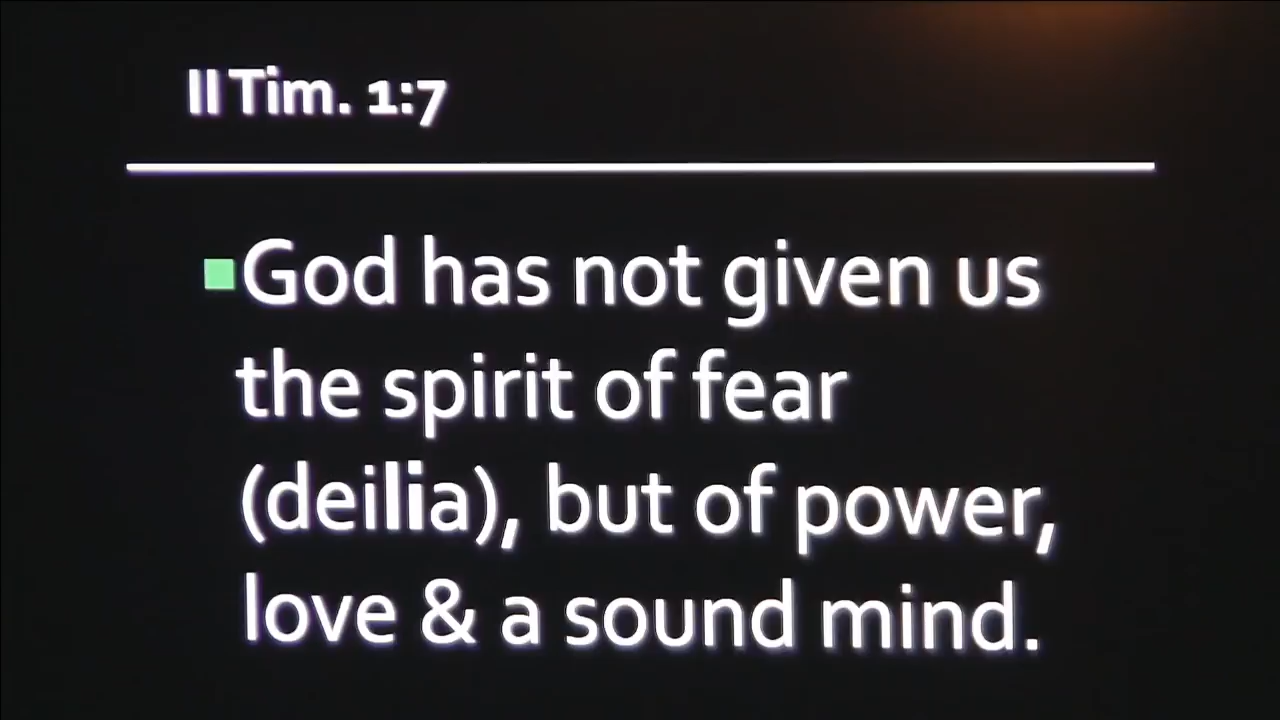 II Tim. 1:7
God has not given us
the spirit of fear
(deilia), but of power,
love & a sound mind.